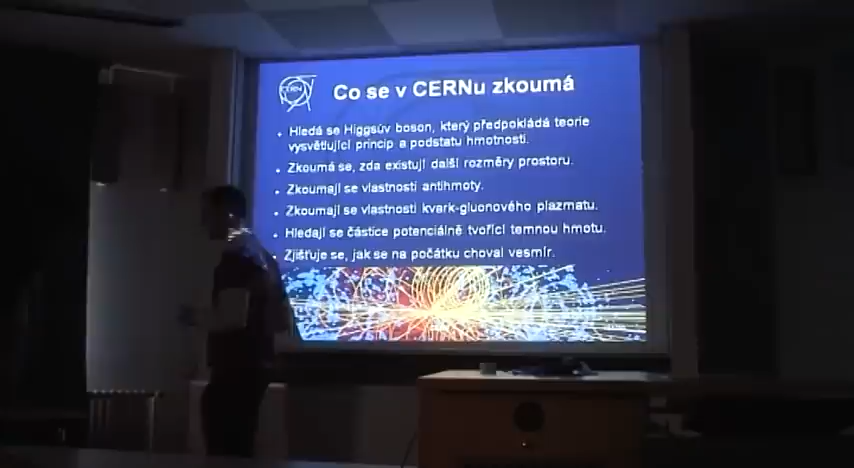 CERN
Co se v CERNu zkoumá
Hledá se Higgsův boson, který předpokládá teorie
vysvětlující princip a podstatu hmotnosti.
Zkoumá se, zda existují další rozměry prostoru.
Zkoumají se vlastnosti antihmoty.
Zkoumají se vlastnosti kvark-gluonového plazmatu.
Hledají se částice potenciálně tvořící temnou hmotu.
Zjišťuje se, jak se na počátku choval vesmír.